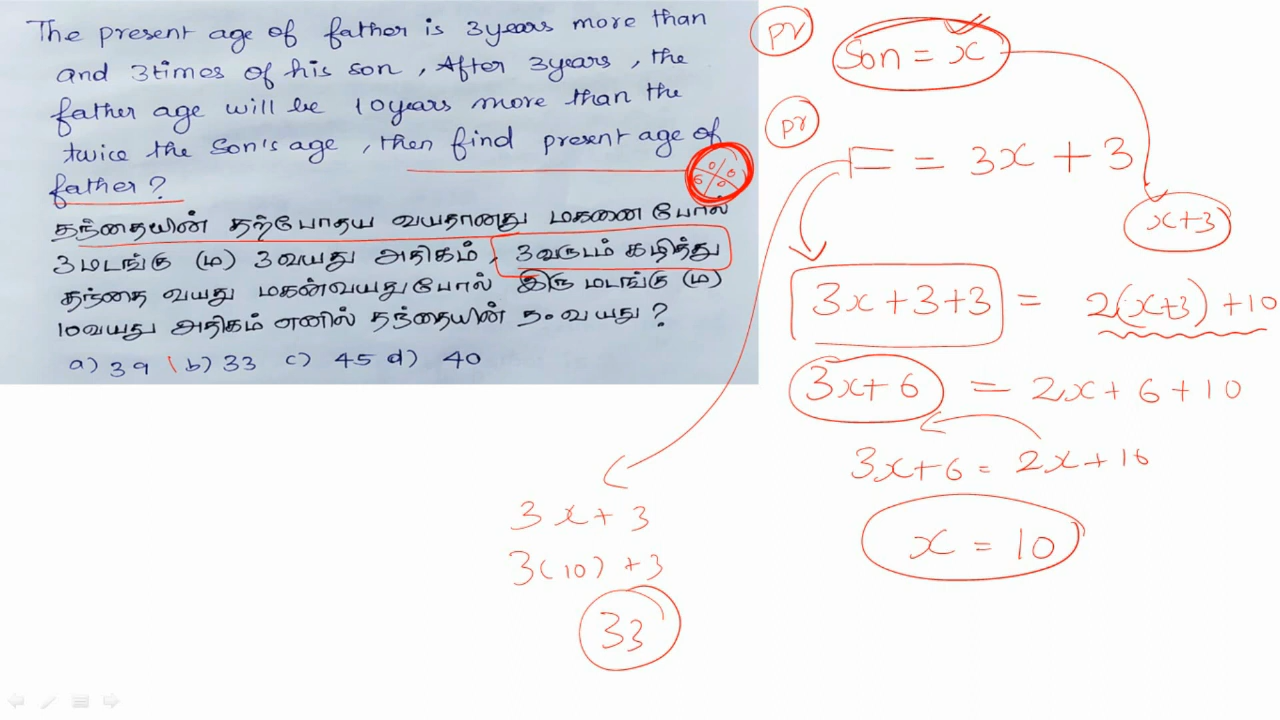 The present age of father is 3years more than
and 3times of his son, After 3years, the
father age will be 10years more than the
twice the Son's age, then find present age of
father?
தந்தையின் தற்போதய வயதானது மகனை போல்
3மடங்கு (ம) 3வயது அதிகம், 3வருடம் கழித்து
தந்தை வயது மகன்வயதுபோல் இரு மடங்கு (ம)
10வயது அதிகம் எனில் தந்தையின் த.வயது?
a) 39 b) 33 c) 45 d) 40
pr
Son = x
pr
F = 3x + 3
x+3
3x+3+3 = 2(x+3)+10
3x+6 = 2x+6+10
3x+6 = 2x+16
x = 10
3x+3
3(10)+3
33